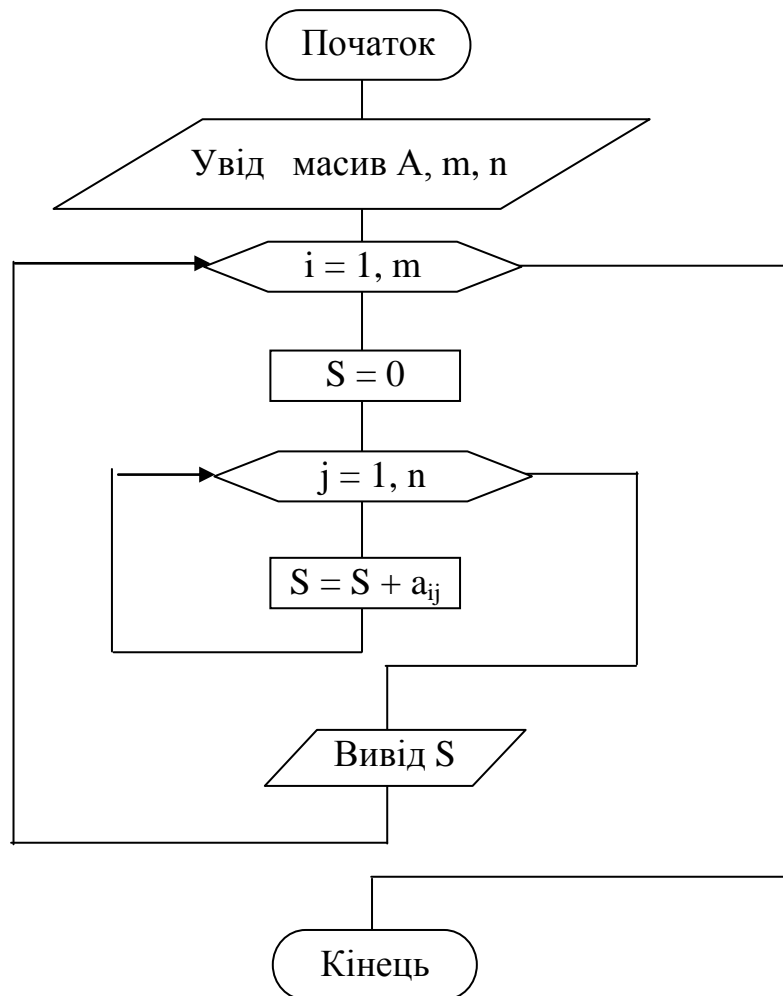 Початок
Увід масив А, m, n
i = 1, m
S = 0
j = 1, n
S = S + aij
Вивід S
Кінець